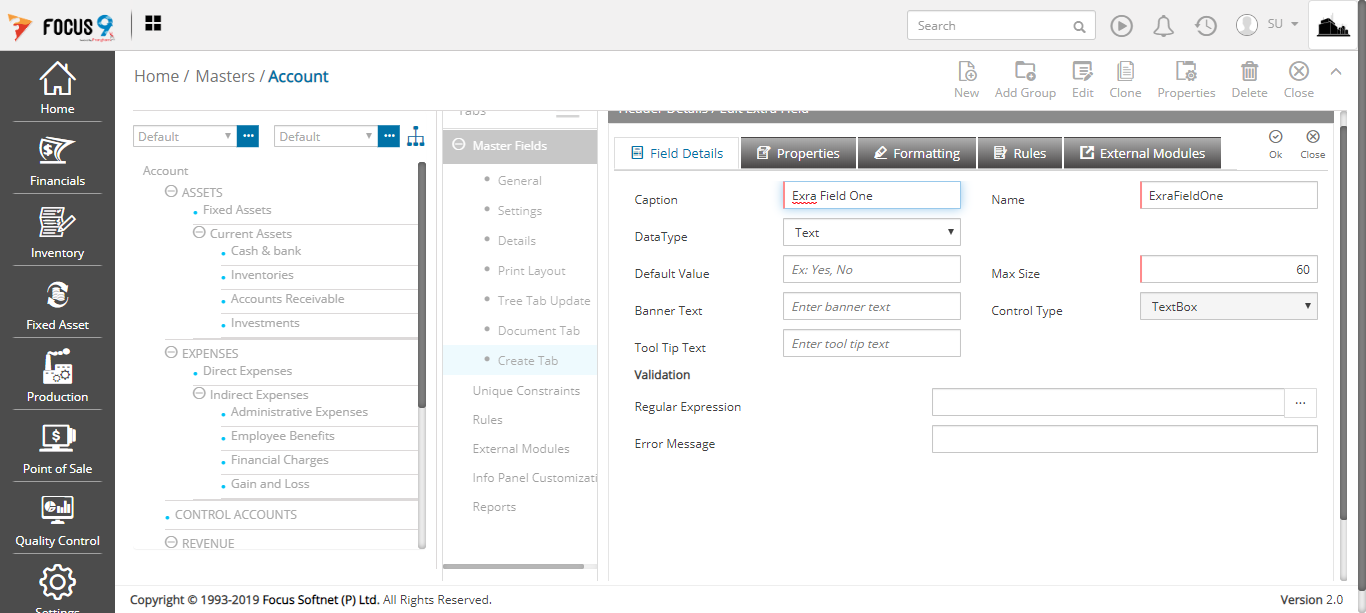 FOCUS 9
Search
SU
Home / Masters / Account
New
Add Group
Edit
Clone
Properties
Delete
Close
Home
Financials
Inventory
Fixed Asset
Production
Point of Sale
Quality Control
Settings
Default
Default
Account
ASSETS
Fixed Assets
Current Assets
Cash & bank
Inventories
Accounts Receivable
Investments
EXPENSES
Direct Expenses
Indirect Expenses
Administrative Expenses
Employee Benefits
Financial Charges
Gain and Loss
CONTROL ACCOUNTS
REVENUE
Tabs
Master Fields
General
Settings
Details
Print Layout
Tree Tab Update
Document Tab
Create Tab
Unique Constraints
Rules
External Modules
Info Panel Customizati
Reports
Header Details / Edit Extra Field
Field Details
Properties
Formatting
Rules
External Modules
Ok
Close
Caption
Exra Field One
Name
ExraFieldOne
DataType
Text
Default Value
Ex: Yes, No
Max Size
60
Banner Text
Enter banner text
Control Type
TextBox
Tool Tip Text
Enter tool tip text
Validation
Regular Expression
...
Error Message
Copyright © 1993-2019 Focus Softnet (P) Ltd. All Rights Reserved.
Version 2.0